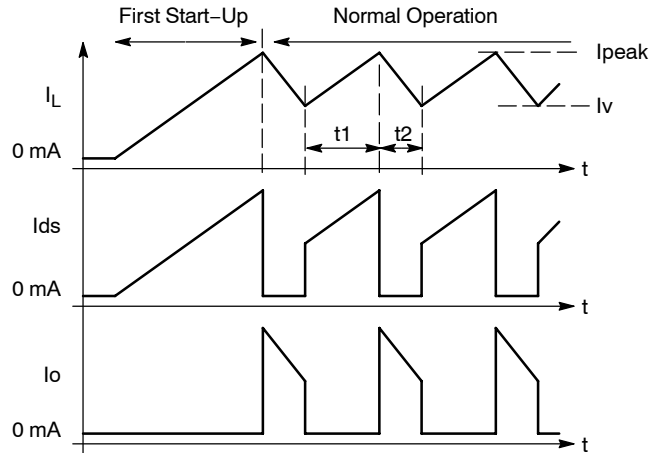 First Start–Up
Normal Operation
Ipeak
IL
Iv
t1
t2
0 mA
t
Ids
0 mA
t
Io
0 mA
t